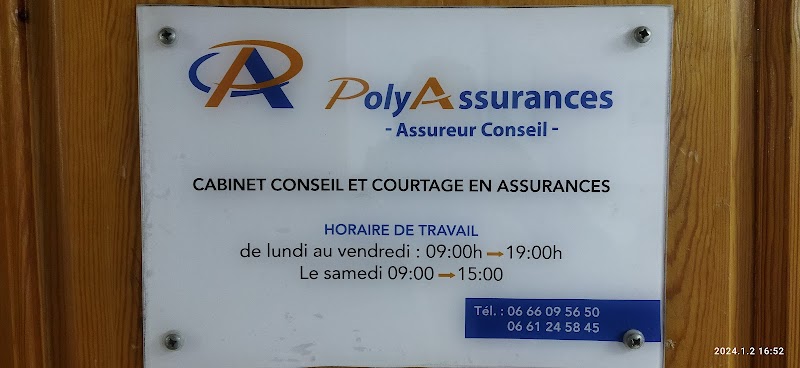 PA
PolyAssurances
- Assureur Conseil -
CABINET CONSEIL ET COURTAGE EN ASSURANCES
HORAIRE DE TRAVAIL
de lundi au vendredi : 09:00h → 19:00h
Le samedi 09:00 → 15:00
Tél. : 06 66 09 56 50
06 61 24 58 45
2024.1.2 16:52